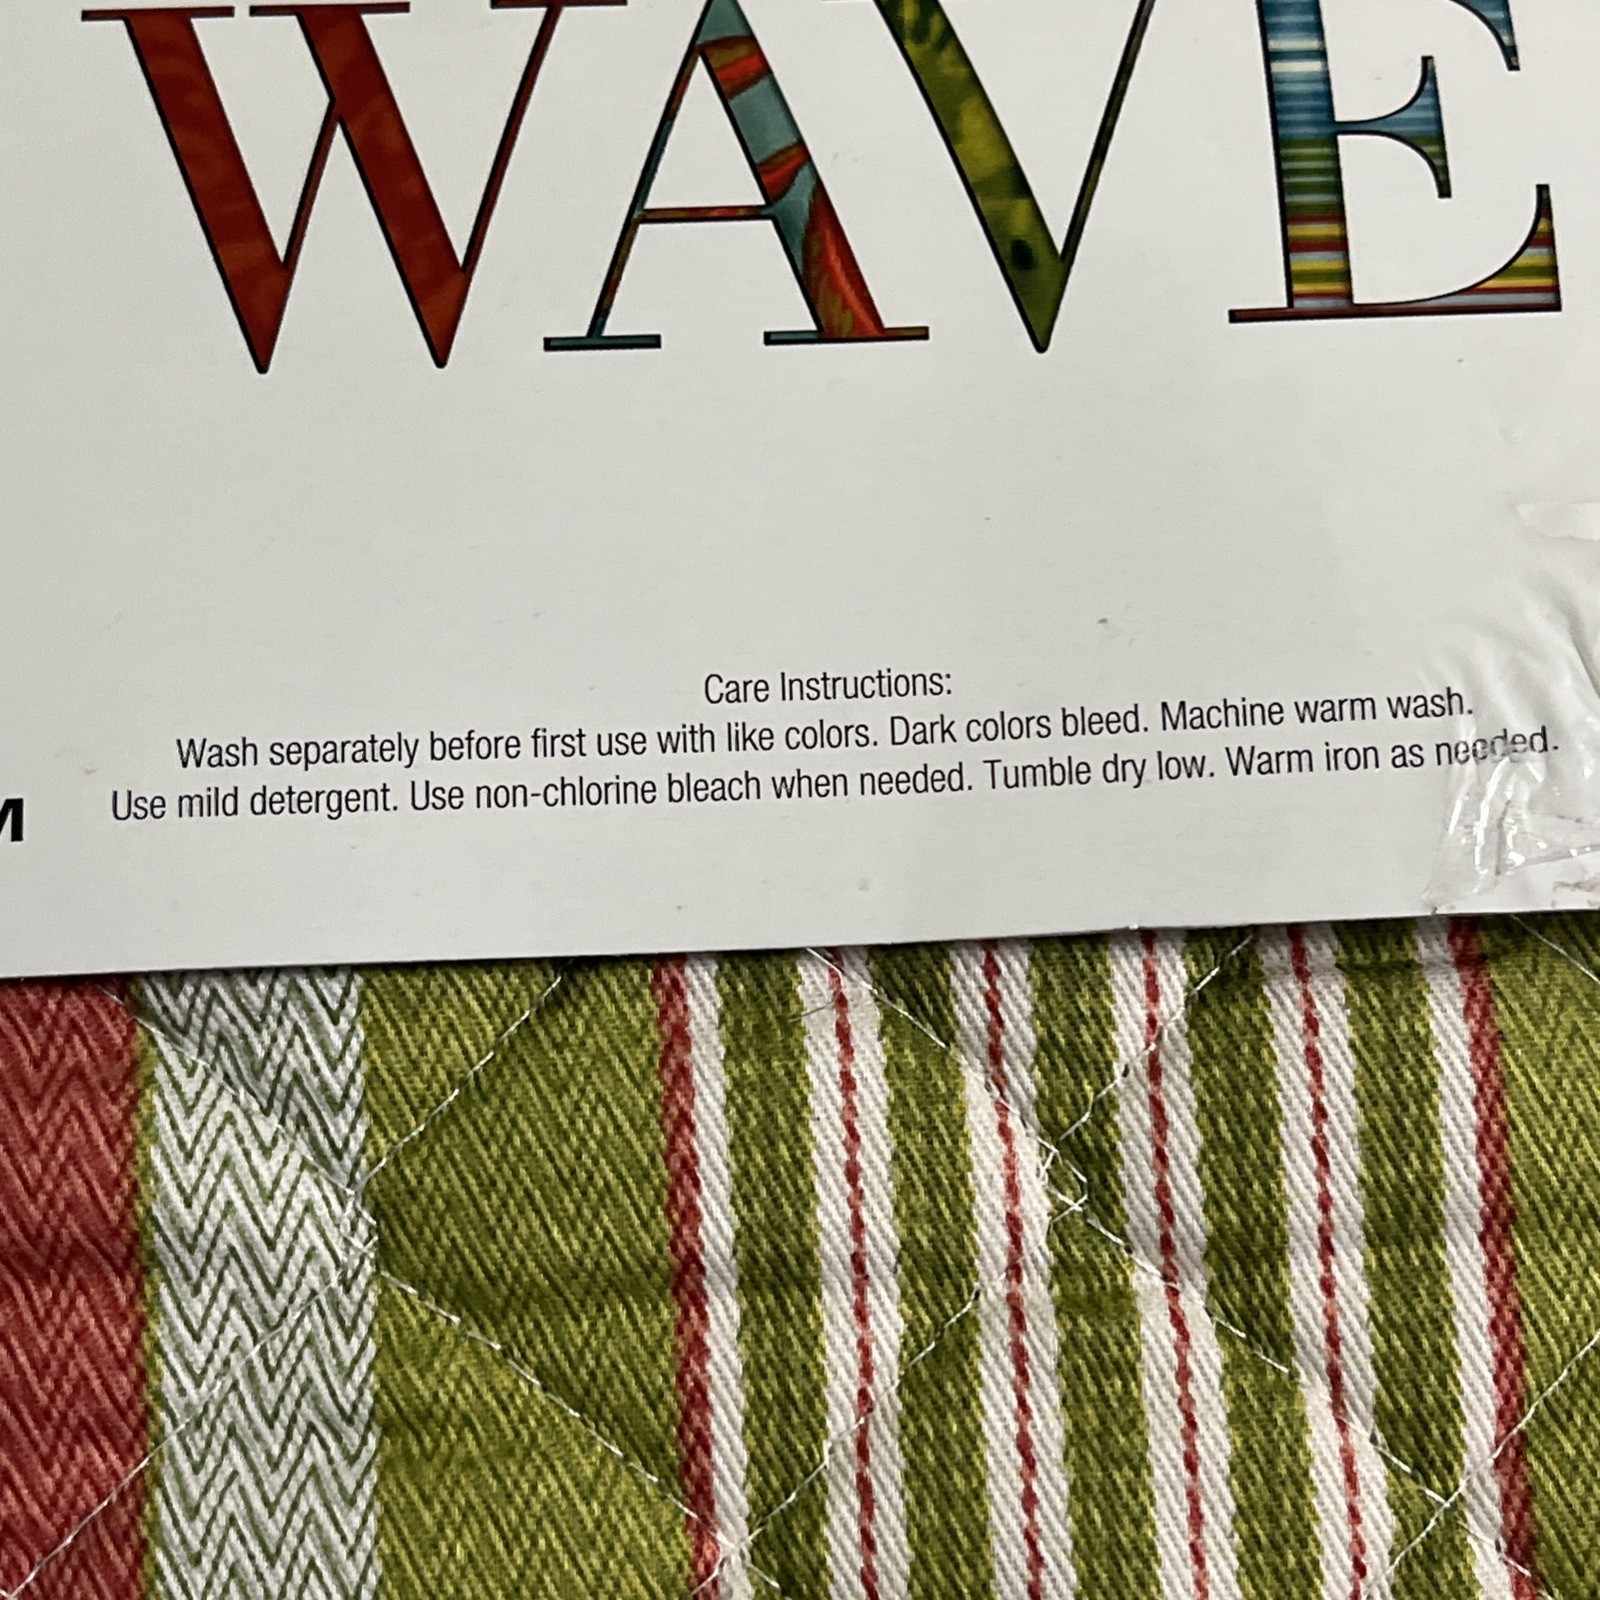 WAVE
Care Instructions:
Wash separately before first use with like colors. Dark colors bleed. Machine warm wash.
Use mild detergent. Use non-chlorine bleach when needed. Tumble dry low. Warm iron as needed.
M